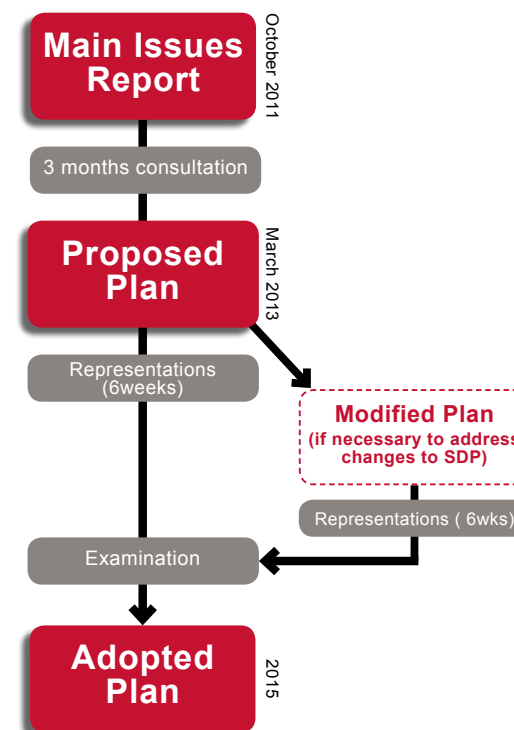 Main Issues
Report
October 2011
3 months consultation
Proposed
Plan
March 2013
Representations
(6weeks)
Modified Plan
(if necessary to address
changes to SDP)
Representations ( 6wks)
Examination
Adopted
Plan
2015